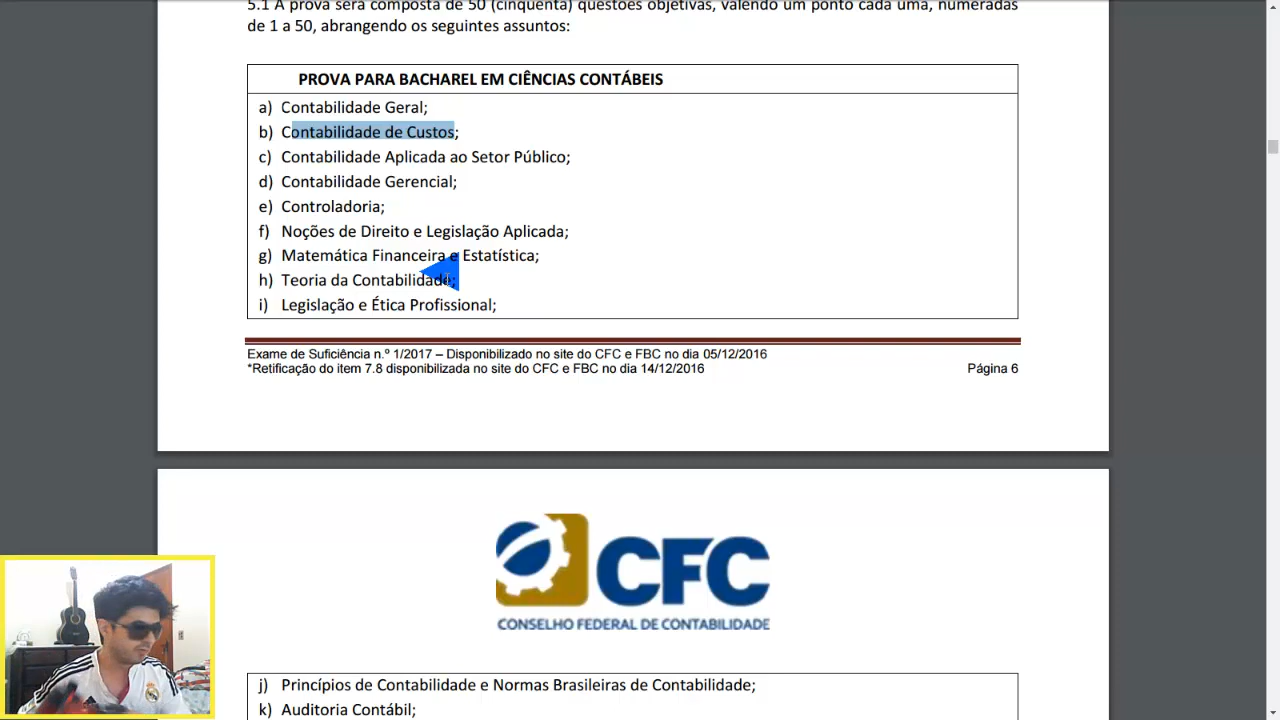 5.1 A prova será composta de 50 (cinquenta) questões objetivas, valendo um ponto cada uma, numeradas
de 1 a 50, abrangendo os seguintes assuntos:
PROVA PARA BACHAREL EM CIÊNCIAS CONTÁBEIS
a) Contabilidade Geral;
b) Contabilidade de Custos;
c) Contabilidade Aplicada ao Setor Público;
d) Contabilidade Gerencial;
e) Controladoria;
f) Noções de Direito e Legislação Aplicada;
g) Matemática Financeira e Estatística;
h) Teoria da Contabilidade;
i) Legislação e Ética Profissional;
Exame de Suficiência n.º 1/2017 – Disponibilizado no site do CFC e FBC no dia 05/12/2016
*Retificação do item 7.8 disponibilizada no site do CFC e FBC no dia 14/12/2016
Página 6
CFC
CONSELHO FEDERAL DE CONTABILIDADE
j) Princípios de Contabilidade e Normas Brasileiras de Contabilidade;
k) Auditoria Contábil;